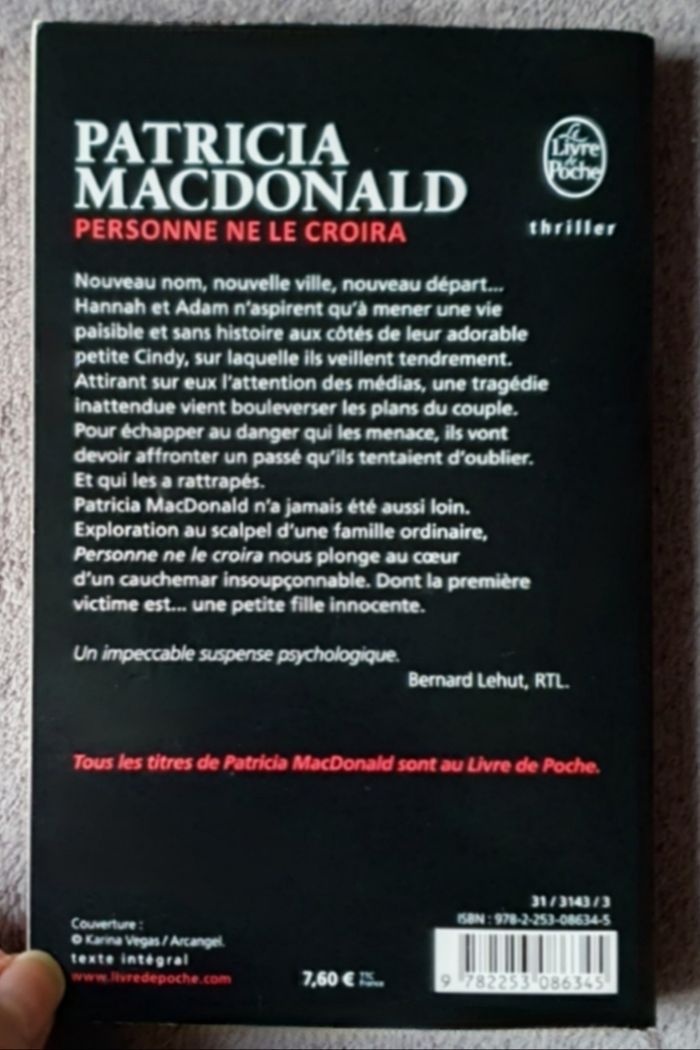 PATRICIA
MACDONALD
PERSONNE NE LE CROIRA
Le
Livre
de
Poche
thriller
Nouveau nom, nouvelle ville, nouveau départ...
Hannah et Adam n'aspirent qu'à mener une vie
paisible et sans histoire aux côtés de leur adorable
petite Cindy, sur laquelle ils veillent tendrement.
Attirant sur eux l'attention des médias, une tragédie
inattendue vient bouleverser les plans du couple.
Pour échapper au danger qui les menace, ils vont
devoir affronter un passé qu'ils tentaient d'oublier.
Et qui les a rattrapés.
Patricia MacDonald n'a jamais été aussi loin.
Exploration au scalpel d'une famille ordinaire,
Personne ne le croira nous plonge au cœur
d'un cauchemar insoupçonnable. Dont la première
victime est... une petite fille innocente.
Un impeccable suspense psychologique.
Bernard Lehut, RTL.
Tous les titres de Patricia MacDonald sont au Livre de Poche.
31 / 3143 / 3
ISBN : 978-2-253-08634-5
Couverture :
© Karina Vegas / Arcangel.
texte intégral
www.livredepoche.com
7,60 € TTC
France
9 782253 086345